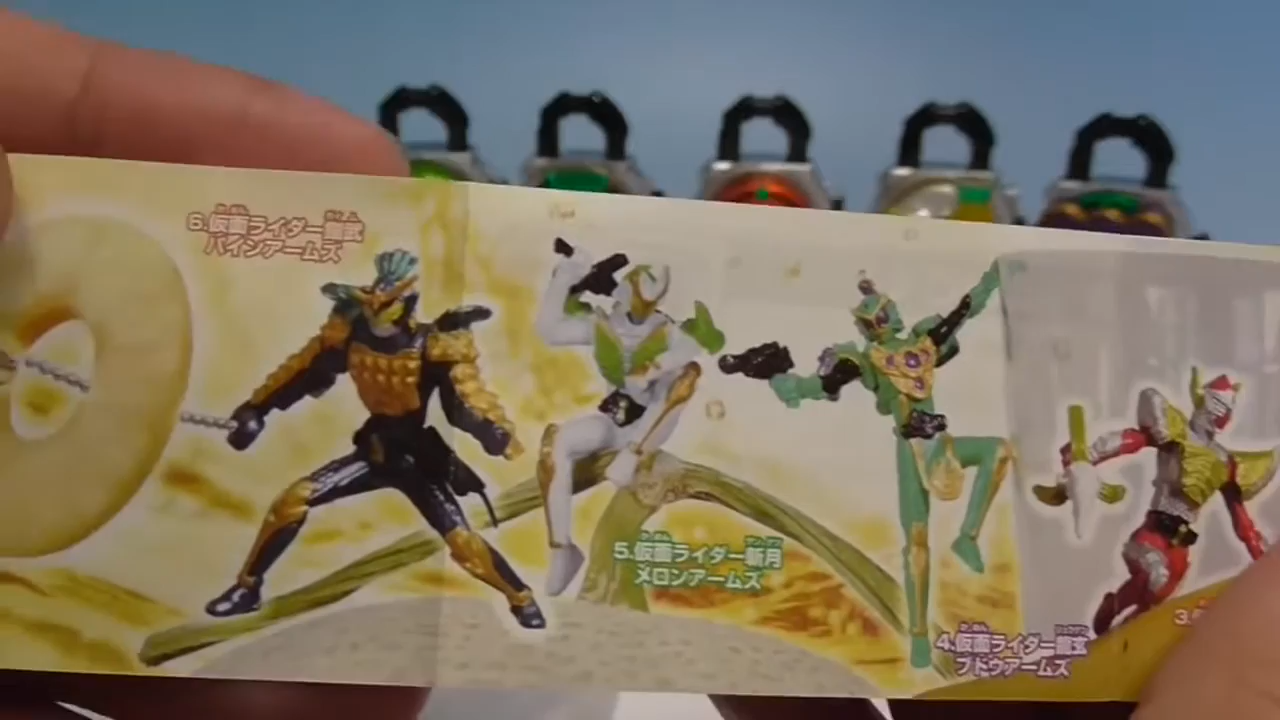 6.仮面ライダー鎧武
パインアームズ
5.仮面ライダー斬月
メロンアームズ
4.仮面ライダー龍玄
ブドウアームズ
3.